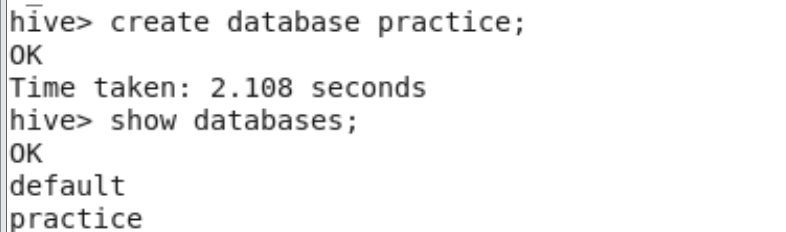 hive> create database practice;
OK
Time taken: 2.108 seconds
hive> show databases;
OK
default
practice